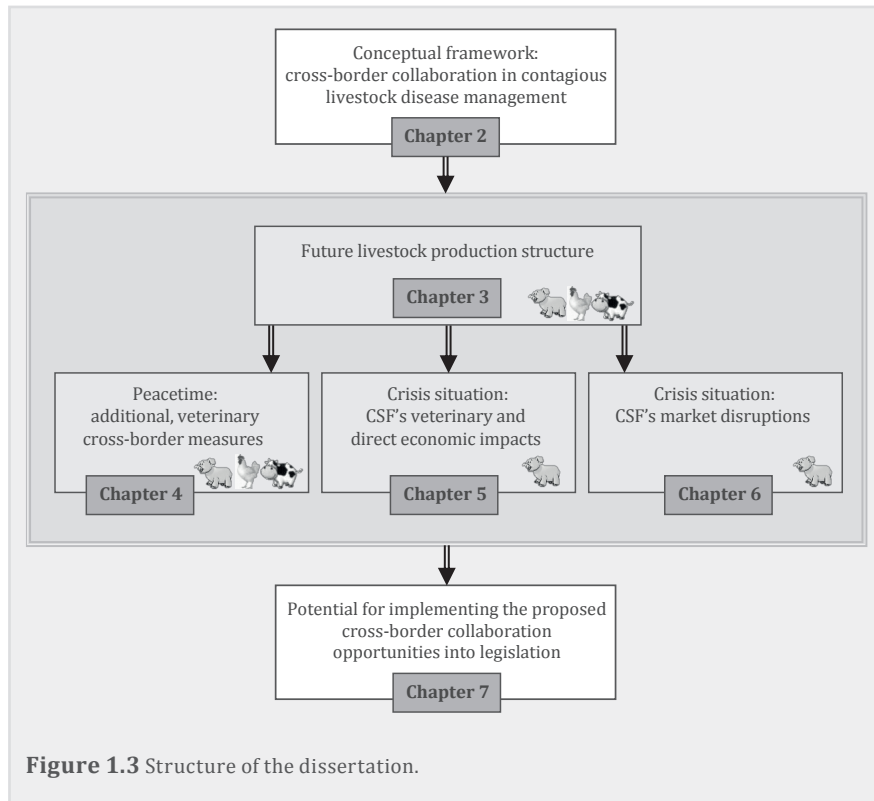 Conceptual framework:
cross-border collaboration in contagious
livestock disease management
Chapter 2
Future livestock production structure
Chapter 3
Peacetime:
additional, veterinary
cross-border measures
Chapter 4
Crisis situation:
CSF's veterinary and
direct economic impacts
Chapter 5
Crisis situation:
CSF's market disruptions
Chapter 6
Potential for implementing the proposed
cross-border collaboration
opportunities into legislation
Chapter 7
Figure 1.3 Structure of the dissertation.